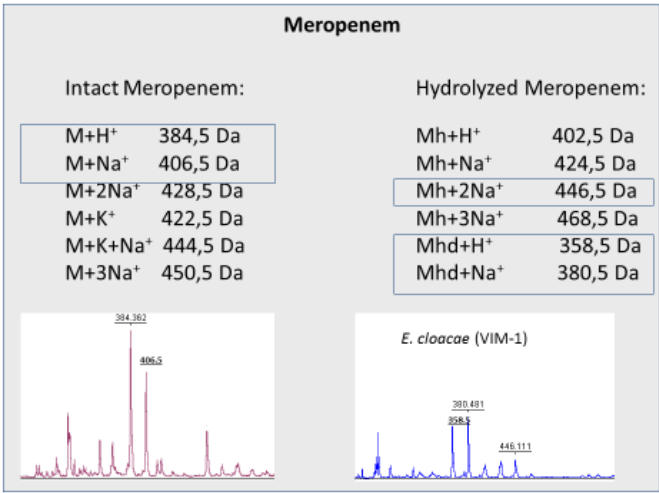 Meropenem
Intact Meropenem:
M+H⁺ 384,5 Da
M+Na⁺ 406,5 Da
M+2Na⁺ 428,5 Da
M+K⁺ 422,5 Da
M+K+Na⁺ 444,5 Da
M+3Na⁺ 450,5 Da
Hydrolyzed Meropenem:
Mh+H⁺ 402,5 Da
Mh+Na⁺ 424,5 Da
Mh+2Na⁺ 446,5 Da
Mh+3Na⁺ 468,5 Da
Mhd+H⁺ 358,5 Da
Mhd+Na⁺ 380,5 Da
384.362
406.5
E. cloacae (VIM-1)
380.481
358.5
446.111